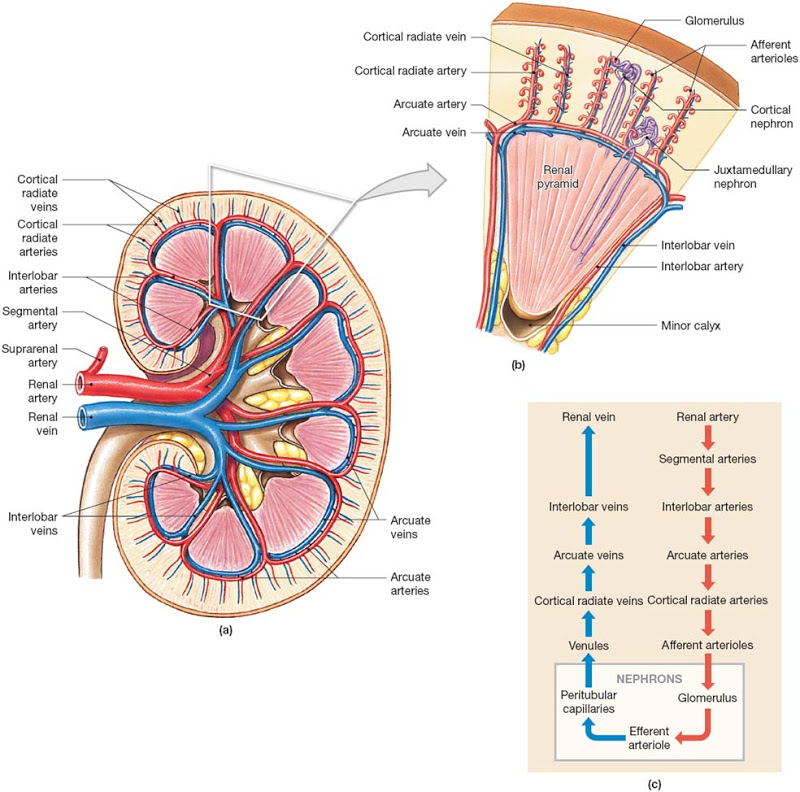 (a)
Cortical
radiate
veins
Cortical
radiate
arteries
Interlobar
arteries
Segmental
artery
Suprarenal
artery
Renal
artery
Renal
vein
Interlobar
veins
Arcuate
veins
Arcuate
arteries
(a)
Cortical radiate vein
Cortical radiate artery
Arcuate artery
Arcuate vein
Glomerulus
Afferent
arterioles
Cortical
nephron
Juxtamedullary
nephron
Renal
pyramid
Interlobar vein
Interlobar artery
Minor calyx
(b)
Renal vein
Interlobar veins
Arcuate veins
Cortical radiate veins
Venules
Renal artery
Segmental arteries
Interlobar arteries
Arcuate arteries
Cortical radiate arteries
Afferent arterioles
NEPHRONS
Peritubular
capillaries
Glomerulus
Efferent
arteriole
(c)